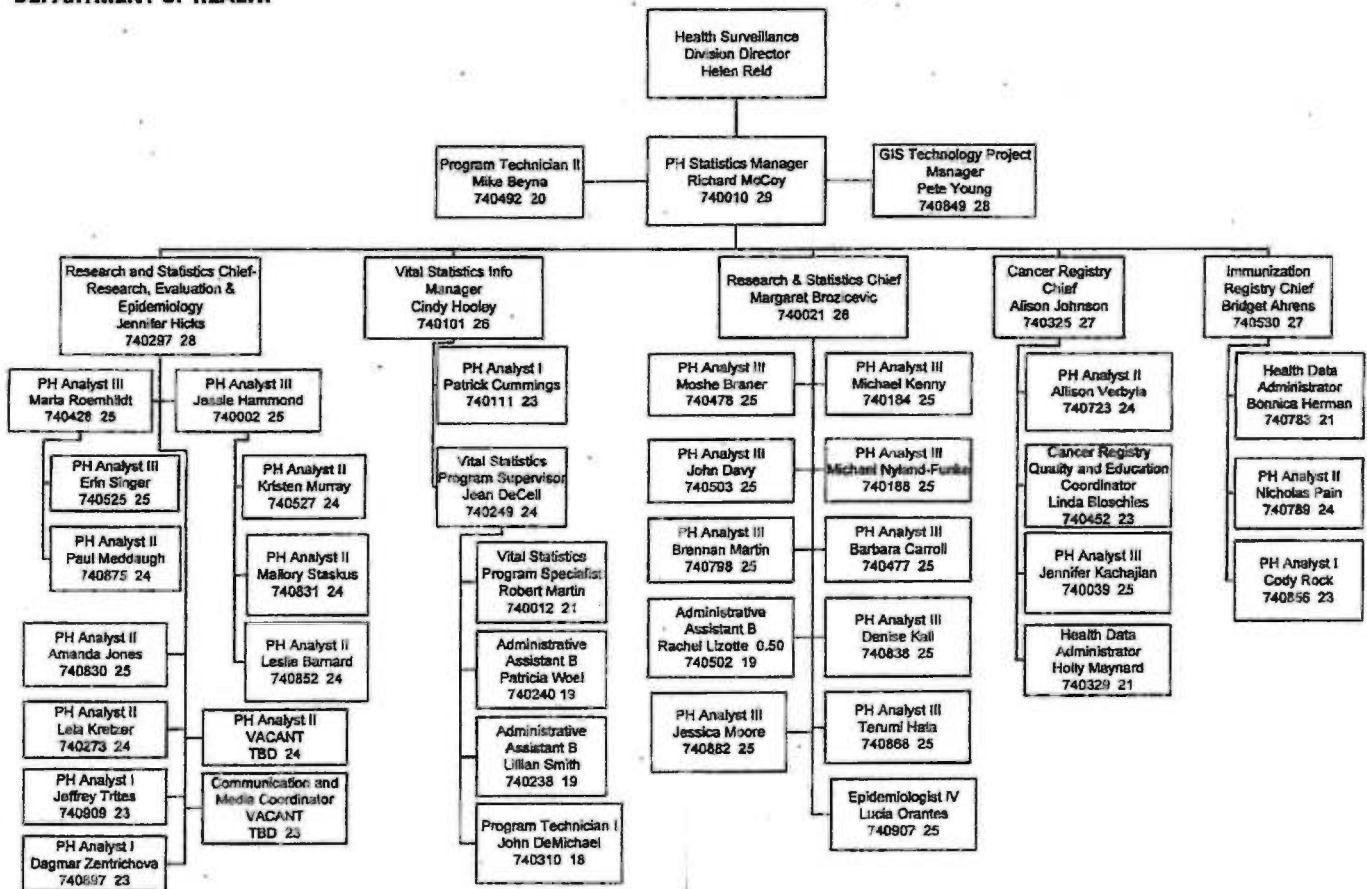 DEPARTMENT OF HEALTH
Health Surveillance
Division Director
Helen Reid
Program Technician II
Mike Beyna
740492 20
PH Statistics Manager
Richard McCoy
740010 29
GIS Technology Project
Manager
Pete Young
740849 28
Research and Statistics Chief-
Research, Evaluation &
Epidemiology
Jennifer Hicks
740297 28
Vital Statistics Info
Manager
Cindy Hooley
740101 26
Research & Statistics Chief
Margaret Brozicevic
740021 28
Cancer Registry
Chief
Alison Johnson
740325 27
Immunization
Registry Chief
Bridget Ahrens
740530 27
PH Analyst III
Marta Roemhildt
740428 25
PH Analyst III
Jessie Hammond
740002 25
PH Analyst III
Erin Singer
740525 25
PH Analyst II
Paul Meddaugh
740875 24
PH Analyst II
Kristen Murray
740527 24
PH Analyst II
Mallory Staskus
740831 24
PH Analyst II
Leslie Barnard
740852 24
PH Analyst II
Amanda Jones
740830 25
PH Analyst II
Lela Kretzer
740273 24
PH Analyst I
Jeffrey Trites
740909 23
PH Analyst I
Dagmar Zentrichova
740897 23
PH Analyst II
VACANT
TBD 24
Communication and
Media Coordinator
VACANT
TBD 23
PH Analyst I
Patrick Cummings
740111 23
Vital Statistics
Program Supervisor
Jean DeCell
740249 24
Vital Statistics
Program Specialist
Robert Martin
740012 21
Administrative
Assistant B
Patricia Woel
740240 19
Administrative
Assistant B
Lillian Smith
740238 19
Program Technician I
John DeMichael
740310 18
PH Analyst III
Moshe Braner
740478 25
PH Analyst III
Michael Kenny
740184 25
PH Analyst III
John Davy
740503 25
PH Analyst III
Michael Nyland-Funke
740188 25
PH Analyst III
Brennan Martin
740798 25
PH Analyst III
Barbara Carroll
740477 25
Administrative
Assistant B
Rachel Lizotte 0.50
740502 19
PH Analyst III
Denise Kall
740838 25
PH Analyst III
Jessica Moore
740882 25
PH Analyst III
Terumi Hata
740868 25
Epidemiologist IV
Lucia Orantes
740907 25
PH Analyst II
Allison Verbyla
740723 24
Cancer Registry
Quality and Education
Coordinator
Linda Bloschies
740452 23
PH Analyst III
Jennifer Kachajian
740039 25
Health Data
Administrator
Holly Maynard
740329 21
Health Data
Administrator
Bonnica Herman
740783 21
PH Analyst II
Nicholas Pain
740789 24
PH Analyst I
Cody Rock
740856 23